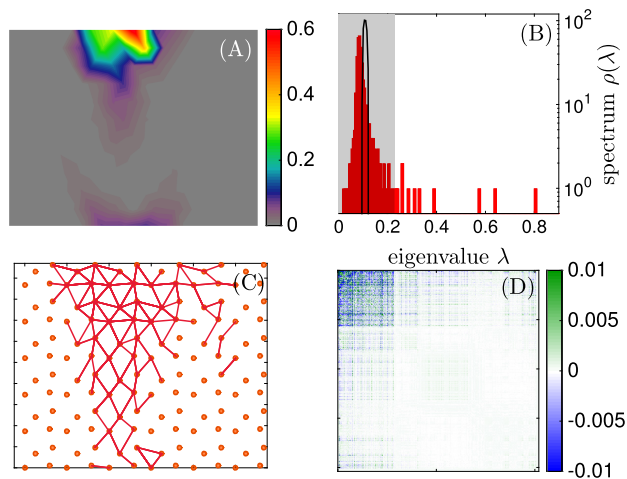 (A)
0.6
0.4
0.2
0
(B)
10²
10¹
10⁰
spectrum ρ(λ)
0 0.2 0.4 0.6 0.8
eigenvalue λ
(C)
(D)
0.01
0.005
0
-0.005
-0.01